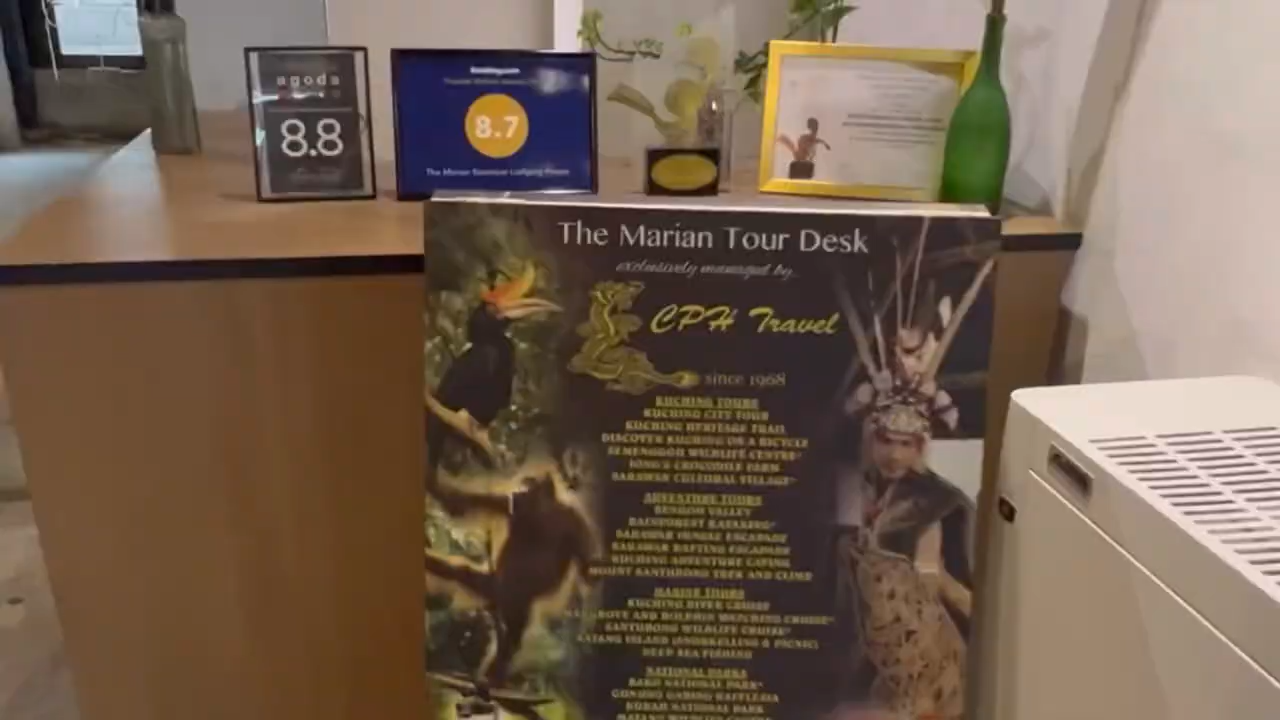 agoda
8.8
Booking.com
8.7
The Marian Boutique Lodging House
The Marian Tour Desk
exclusively managed by...
CPH Travel
since 1968
KUCHING TOURS
KUCHING CITY TOUR
KUCHING HERITAGE TRAIL
DISCOVER KUCHING ON A BICYCLE
SEMENGGOH WILDLIFE CENTRE*
JONG'S CROCODILE FARM
SARAWAK CULTURAL VILLAGE*
ADVENTURE TOURS
BENGOH VALLEY
RAINFOREST KAYAKING*
SARAWAK JUNGLE ESCAPADE
SARAWAK RAFTING ESCAPADE
KUCHING ADVENTURE CAVING
MOUNT SANTUBONG TREK AND CLIMB
MARINE TOURS
KUCHING RIVER CRUISE
MANGROVE AND DOLPHIN WATCHING CRUISE*
SANTUBONG WILDLIFE CRUISE*
SATANG ISLAND (SNORKELLING & PICNIC)
DEEP SEA FISHING
NATIONAL PARKS
BAKO NATIONAL PARK*
GUNUNG GADING RAFFLESIA
KUBAH NATIONAL PARK
MATANG WILDLIFE CENTRE